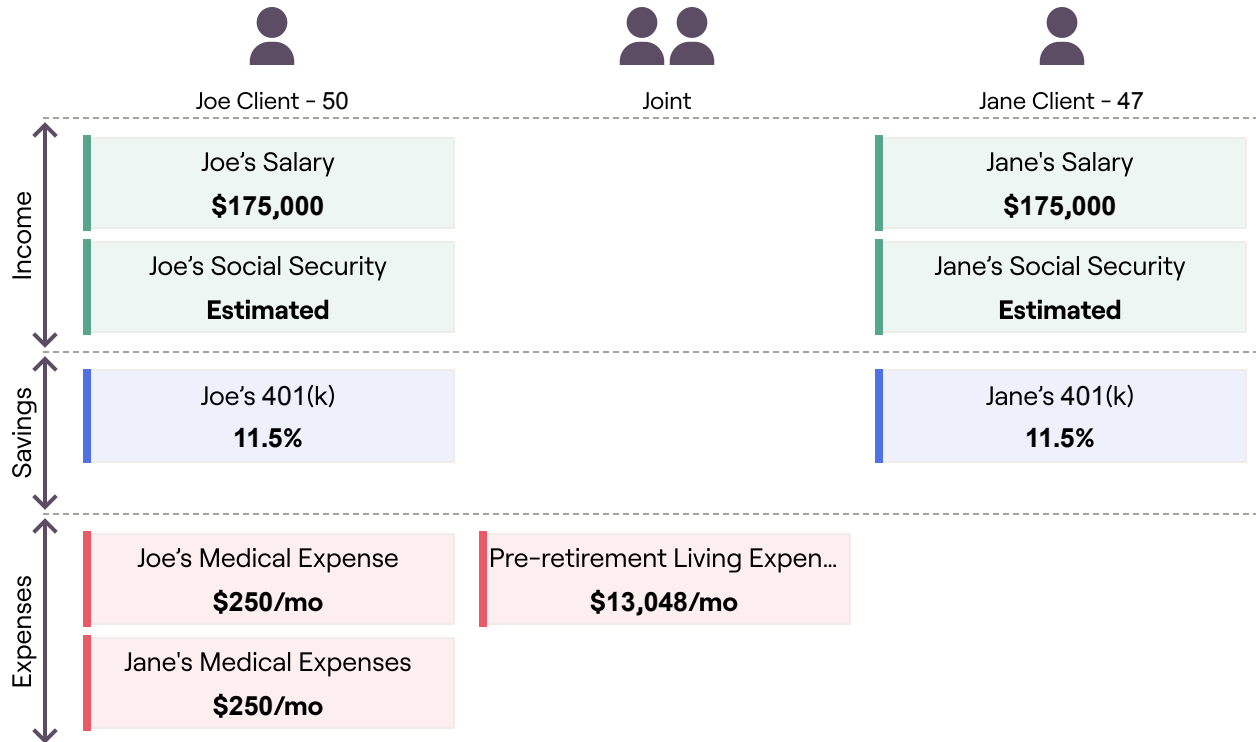 Joe Client - 50
Joint
Jane Client - 47
Income
Joe’s Salary
$175,000
Jane's Salary
$175,000
Joe’s Social Security
Estimated
Jane’s Social Security
Estimated
Savings
Joe’s 401(k)
11.5%
Jane’s 401(k)
11.5%
Expenses
Joe’s Medical Expense
$250/mo
Pre-retirement Living Expen...
$13,048/mo
Jane's Medical Expenses
$250/mo